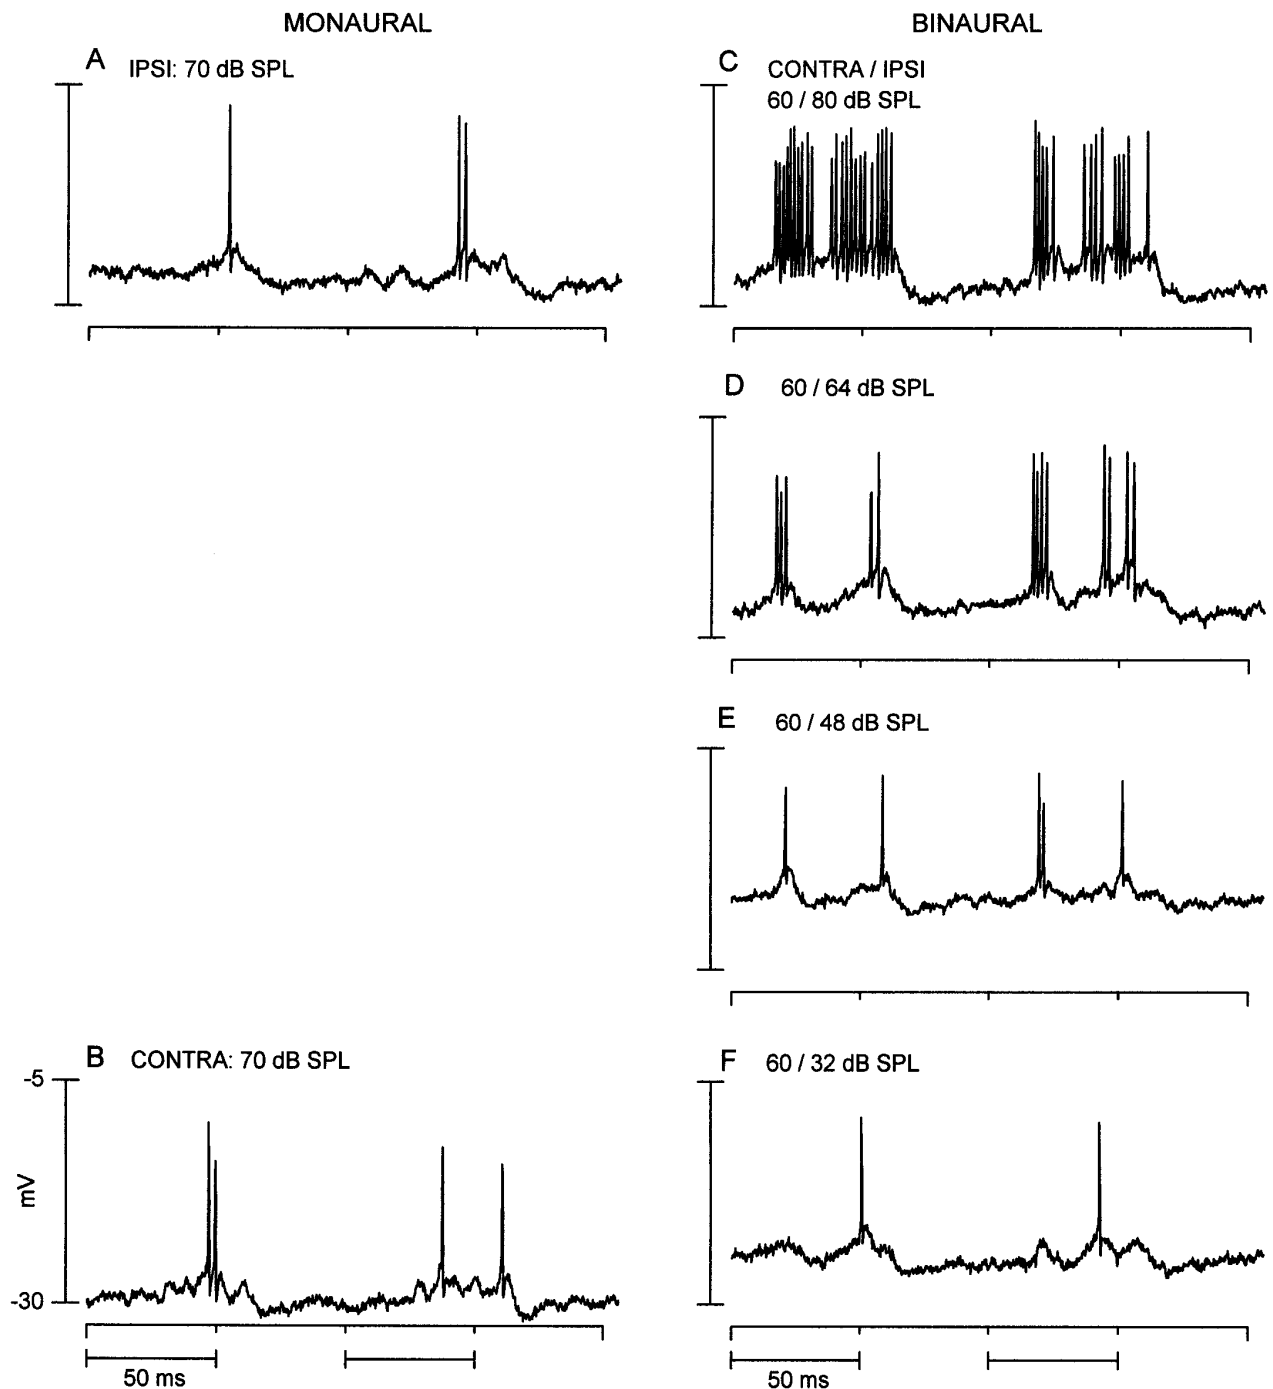 MONAURAL
BINAURAL
A
IPSI: 70 dB SPL
C
CONTRA / IPSI
60 / 80 dB SPL
D
60 / 64 dB SPL
E
60 / 48 dB SPL
B
CONTRA: 70 dB SPL
-5
mV
-30
50 ms
F
60 / 32 dB SPL
50 ms